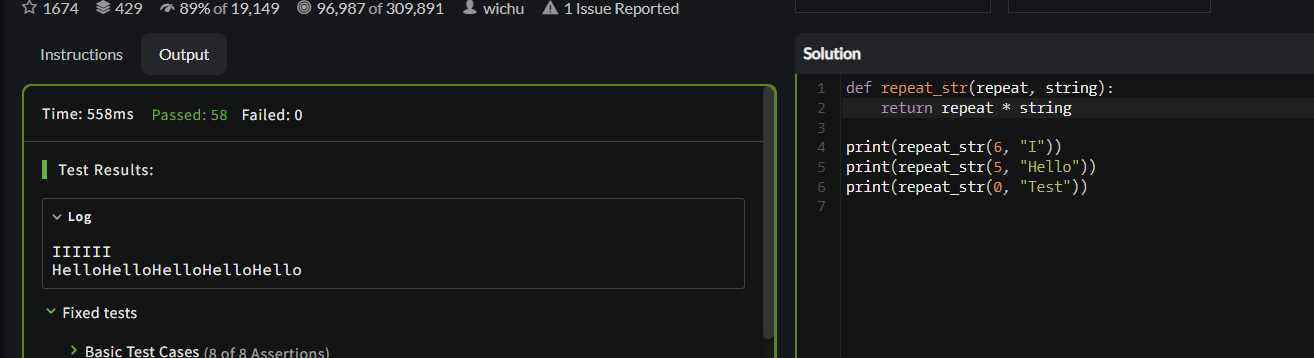 1674 429 89% of 19,149 96,987 of 309,891 wichu 1 Issue Reported
Instructions Output
Time: 558ms Passed: 58 Failed: 0
Test Results:
Log
IIIIII
HelloHelloHelloHelloHello
Fixed tests
Basic Test Cases (8 of 8 Assertions)
Solution
1 def repeat_str(repeat, string):
2     return repeat * string
3
4 print(repeat_str(6, "I"))
5 print(repeat_str(5, "Hello"))
6 print(repeat_str(0, "Test"))
7